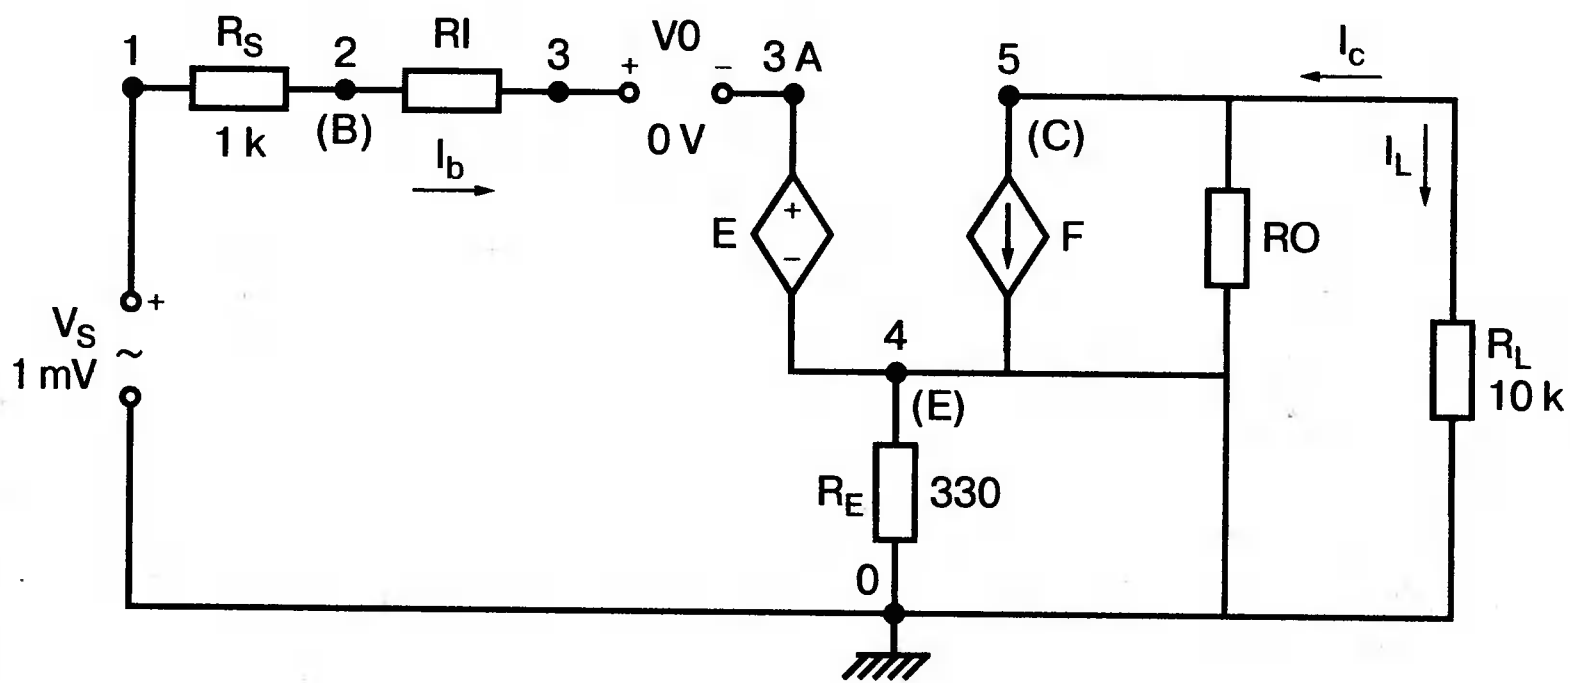 1
R_S
1 k
2
(B)
RI
I_b
3
+
V0
−
0 V
3 A
E
+
−
5
(C)
F
I_c
I_L
RO
R_L
10 k
4
(E)
R_E
330
0
V_S
+
~
1 mV